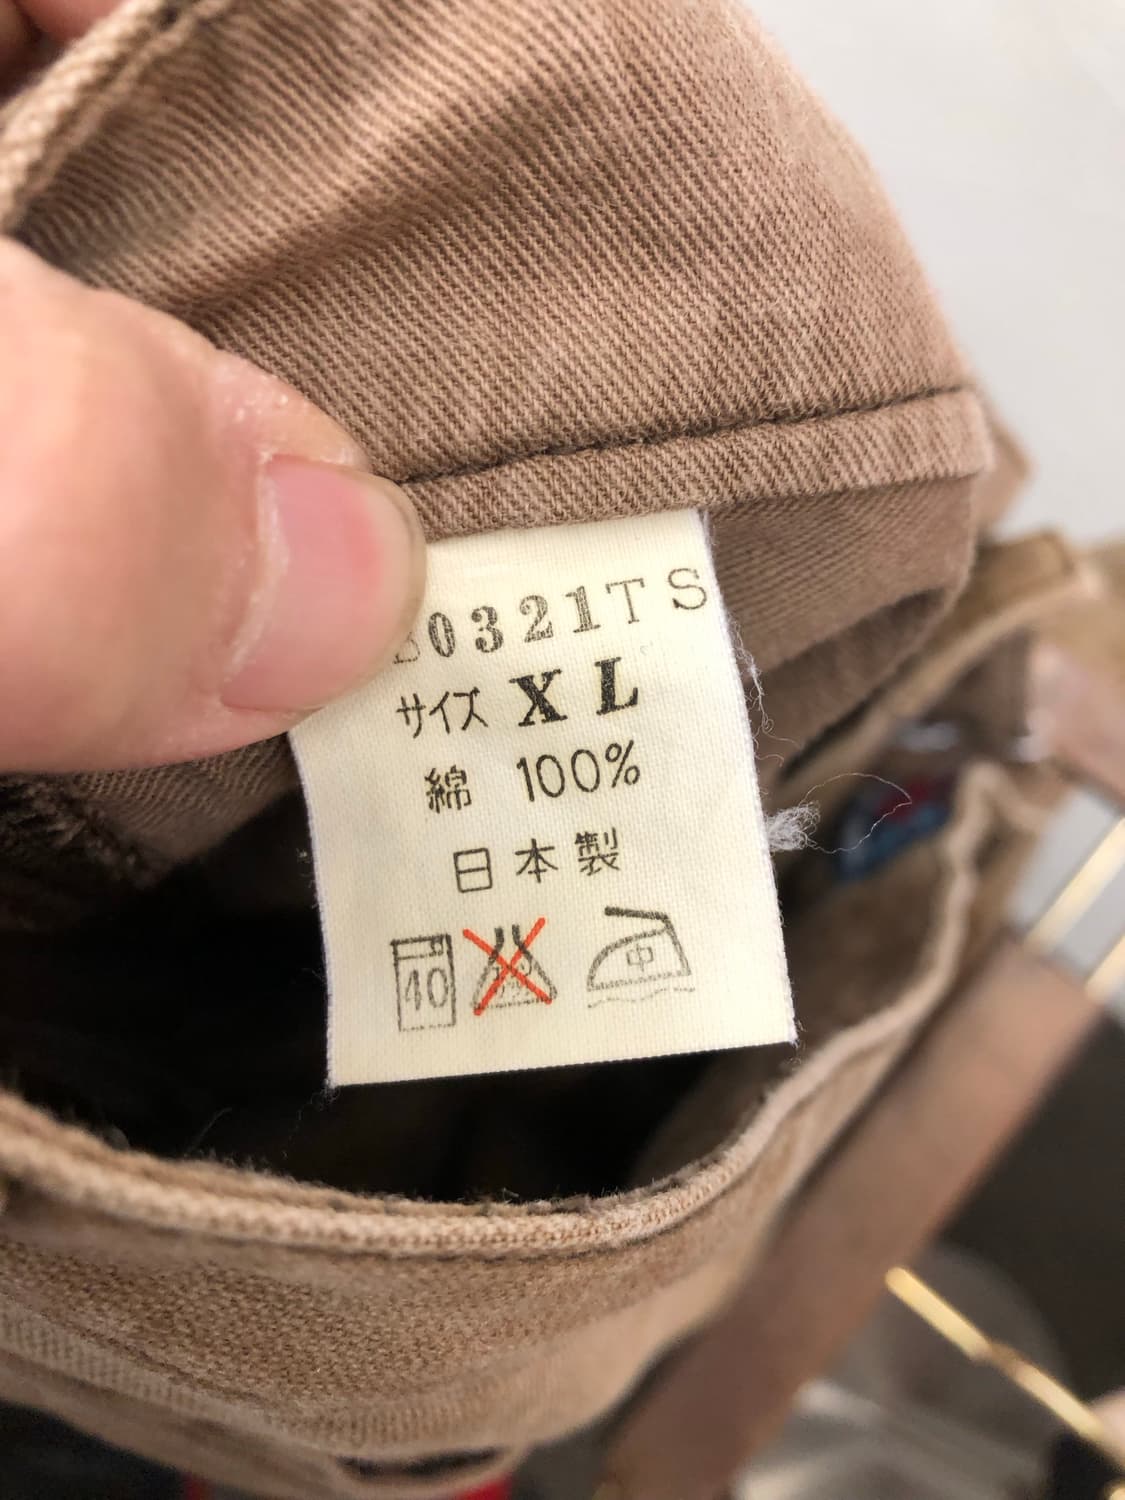 0321TS
サイズ XL
綿 100%
日本製
40 中